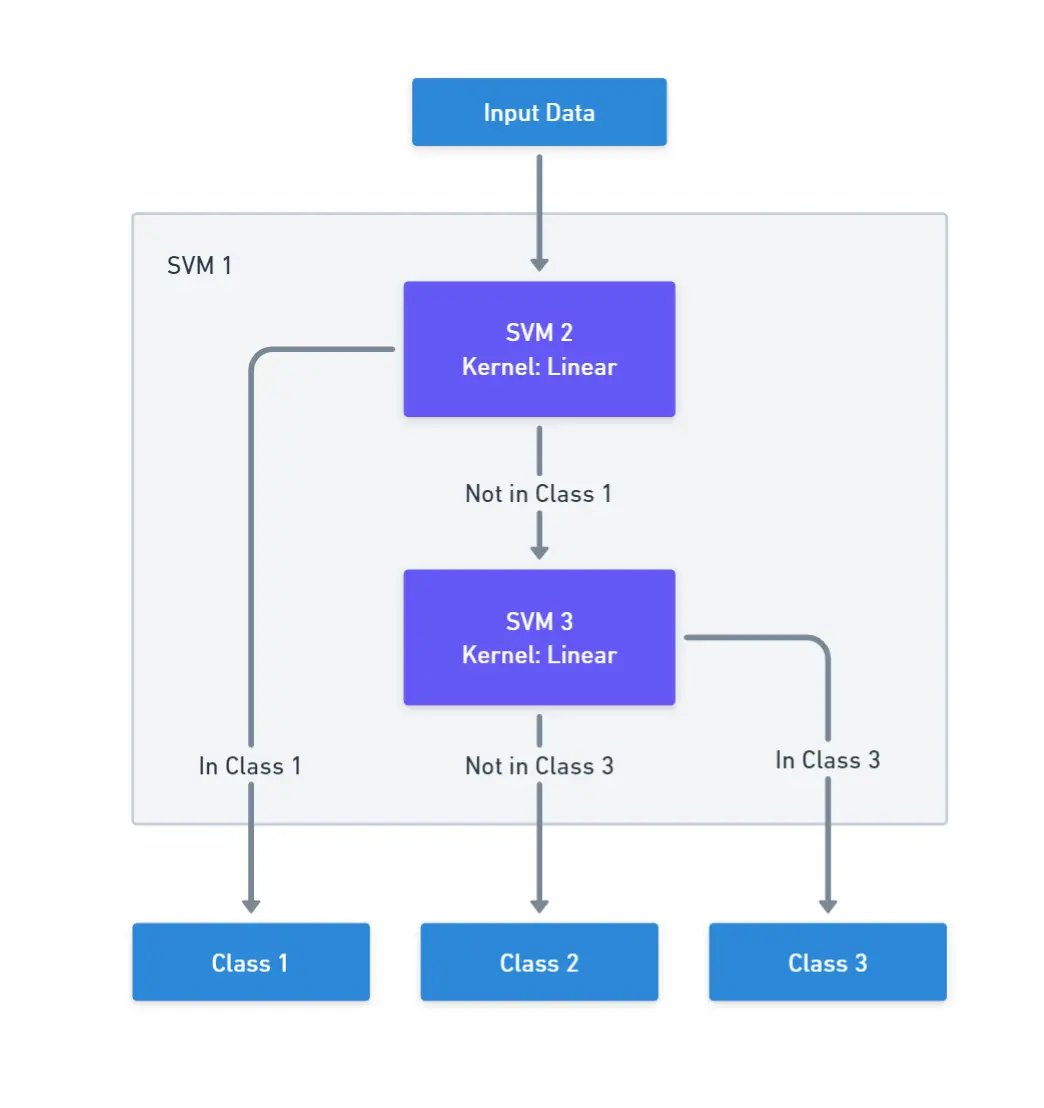 Input Data
SVM 1
SVM 2
Kernel: Linear
Not in Class 1
SVM 3
Kernel: Linear
In Class 1
Not in Class 3
In Class 3
Class 1
Class 2
Class 3